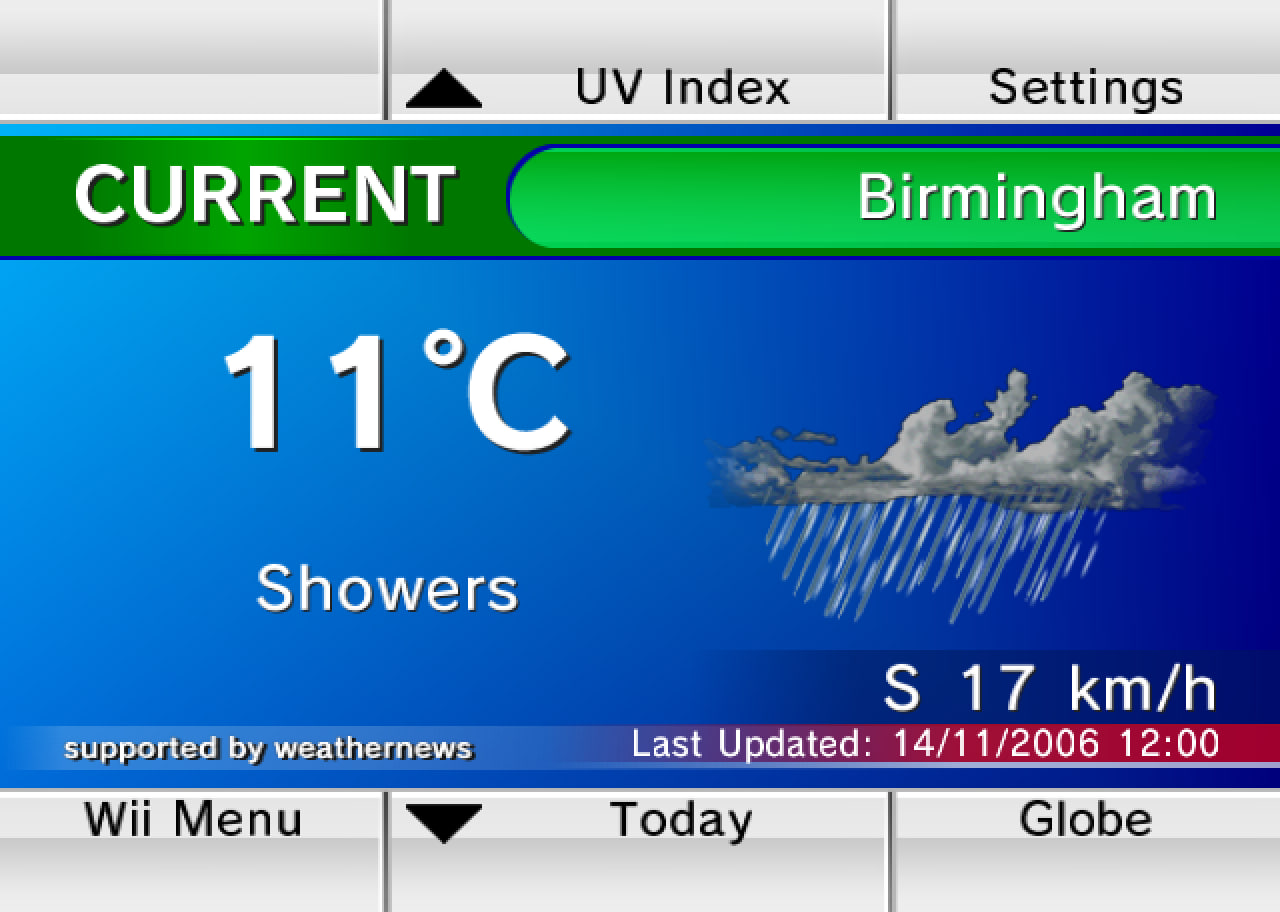 UV Index
Settings
CURRENT
Birmingham
11°C
Showers
S 17 km/h
supported by weathernews
Last Updated: 14/11/2006 12:00
Wii Menu
Today
Globe